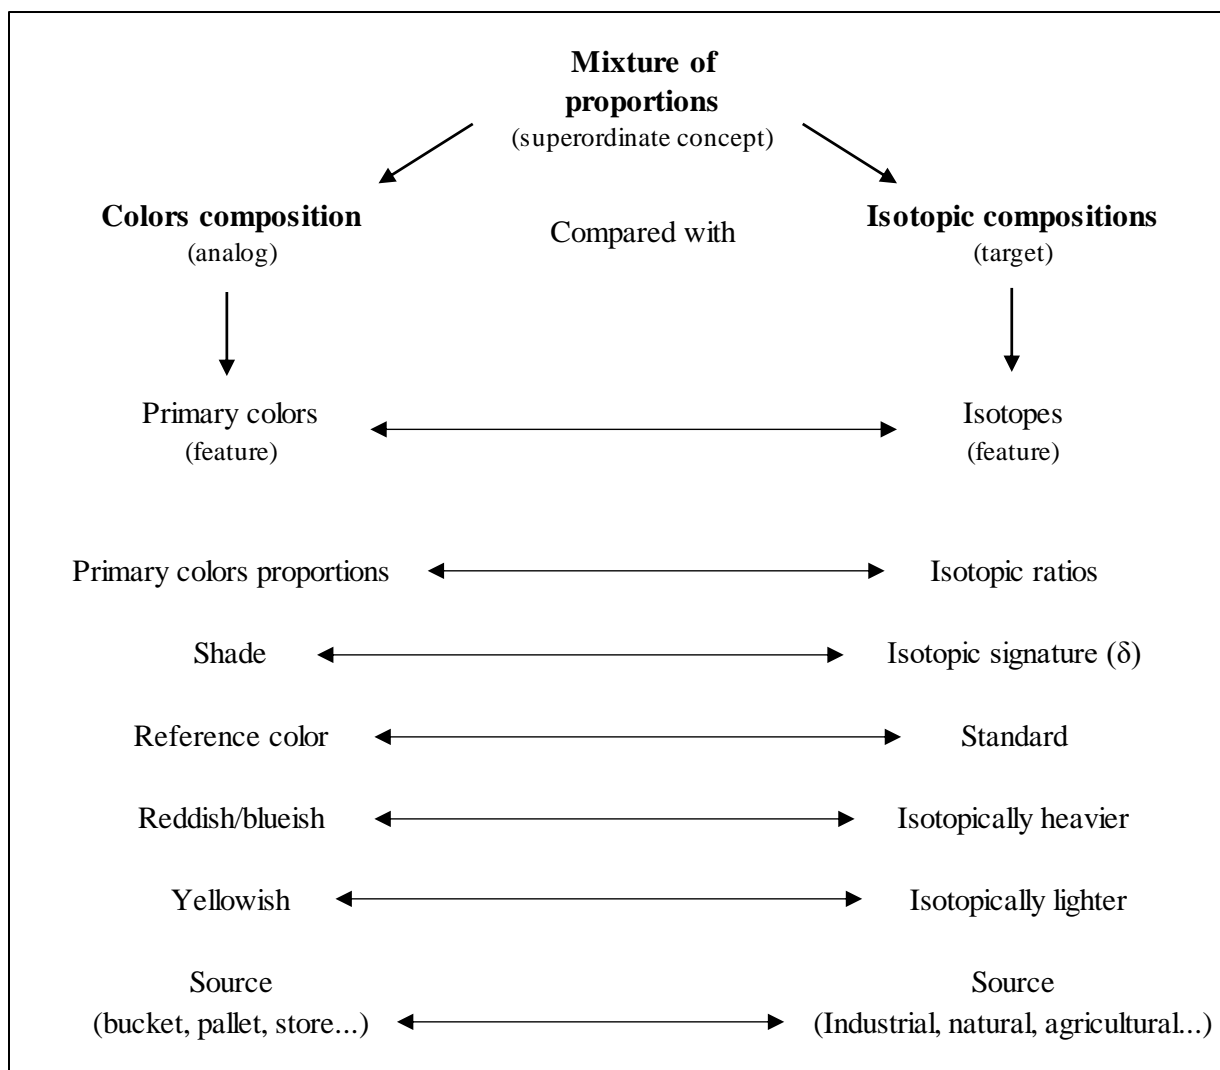 Mixture of
proportions
(superordinate concept)
Colors composition
(analog)
Compared with
Isotopic compositions
(target)
Primary colors
(feature)
Isotopes
(feature)
Primary colors proportions
Isotopic ratios
Shade
Isotopic signature (δ)
Reference color
Standard
Reddish/blueish
Isotopically heavier
Yellowish
Isotopically lighter
Source
(bucket, pallet, store...)
Source
(Industrial, natural, agricultural...)